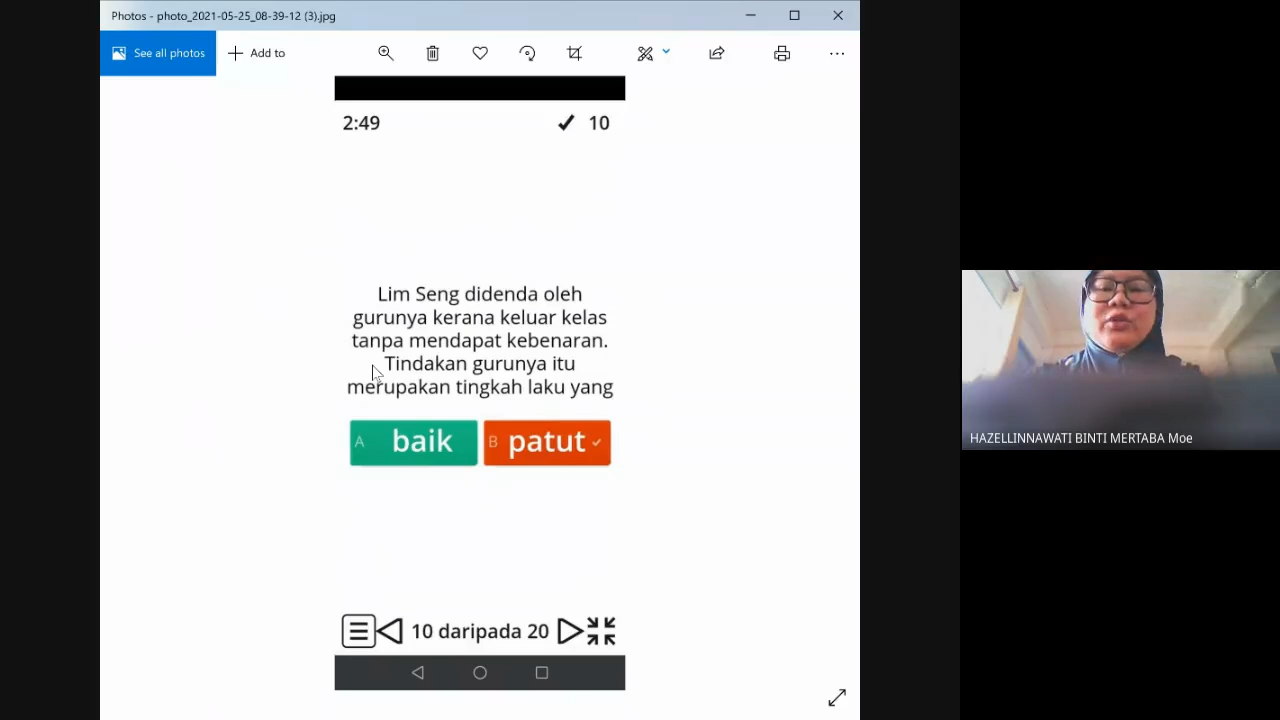 Photos - photo_2021-05-25_08-39-12 (3).jpg
See all photos
Add to
2:49
10
Lim Seng didenda oleh
gurunya kerana keluar kelas
tanpa mendapat kebenaran.
Tindakan gurunya itu
merupakan tingkah laku yang
A baik
B patut
10 daripada 20
HAZELLINNAWATI BINTI MERTABA Moe